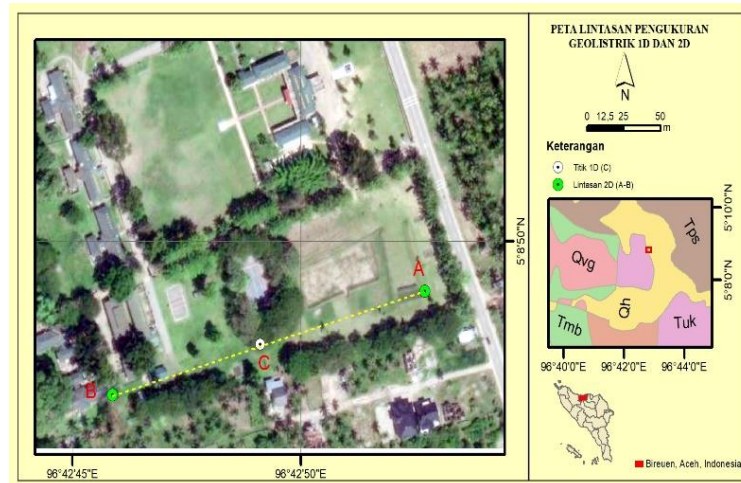 PETA LINTASAN PENGUKURAN
GEOLISTRIK 1D DAN 2D
N
0 12,5 25 50
m
Keterangan
Titik 1D (C)
Lintasan 2D (A-B)
A
B
C
5°8'50"N
96°42'45"E
96°42'50"E
Qvg
Qh
Tps
Tmb
Tuk
5°10'0"N
5°8'0"N
96°40'0"E
96°42'0"E
96°44'0"E
Bireuen, Aceh, Indonesia